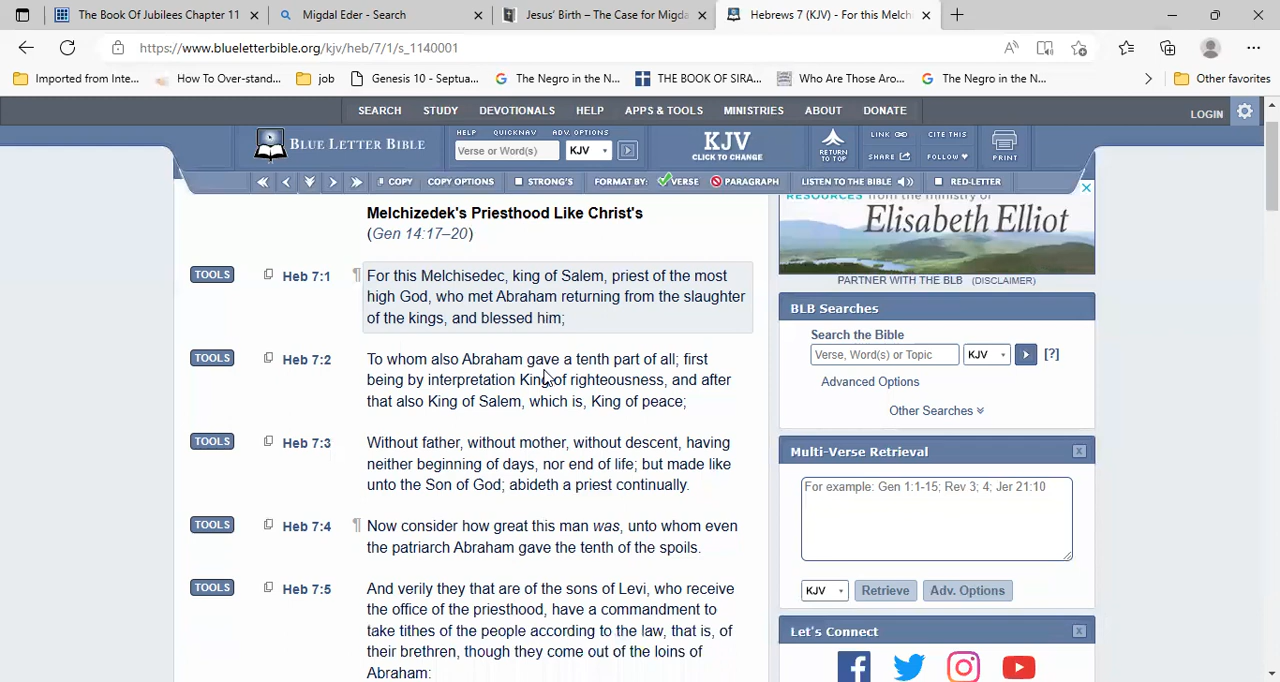 The Book Of Jubilees Chapter 11
Migdal Eder - Search
Jesus' Birth – The Case for Migda
Hebrews 7 (KJV) - For this Melch
https://www.blueletterbible.org/kjv/heb/7/1/s_1140001
Imported from Inte...
How To Over-stand...
job
Genesis 10 - Septua...
The Negro in the N...
THE BOOK OF SIRA...
Who Are Those Aro...
The Negro in the N...
Other favorites
SEARCH
STUDY
DEVOTIONALS
HELP
APPS & TOOLS
MINISTRIES
ABOUT
DONATE
LOGIN
BLUE LETTER BIBLE
HELP
QUICKNAV
ADV. OPTIONS
Verse or Word(s)
KJV
KJV
CLICK TO CHANGE
RETURN
TO TOP
LINK
CITE THIS
SHARE
FOLLOW
PRINT
COPY
COPY OPTIONS
STRONG'S
FORMAT BY:
VERSE
PARAGRAPH
LISTEN TO THE BIBLE
RED-LETTER
Melchizedek's Priesthood Like Christ's
(Gen 14:17–20)
TOOLS
Heb 7:1
¶ For this Melchisedec, king of Salem, priest of the most
high God, who met Abraham returning from the slaughter
of the kings, and blessed him;
TOOLS
Heb 7:2
To whom also Abraham gave a tenth part of all; first
being by interpretation King of righteousness, and after
that also King of Salem, which is, King of peace;
TOOLS
Heb 7:3
Without father, without mother, without descent, having
neither beginning of days, nor end of life; but made like
unto the Son of God; abideth a priest continually.
TOOLS
Heb 7:4
¶ Now consider how great this man was, unto whom even
the patriarch Abraham gave the tenth of the spoils.
TOOLS
Heb 7:5
And verily they that are of the sons of Levi, who receive
the office of the priesthood, have a commandment to
take tithes of the people according to the law, that is, of
their brethren, though they come out of the loins of
Abraham:
RESOURCES from the ministry of
Elisabeth Elliot
PARTNER WITH THE BLB (DISCLAIMER)
BLB Searches
Search the Bible
Verse, Word(s) or Topic
KJV
[?]
Advanced Options
Other Searches
Multi-Verse Retrieval
X
For example: Gen 1:1-15; Rev 3; 4; Jer 21:10
KJV
Retrieve
Adv. Options
Let's Connect
X